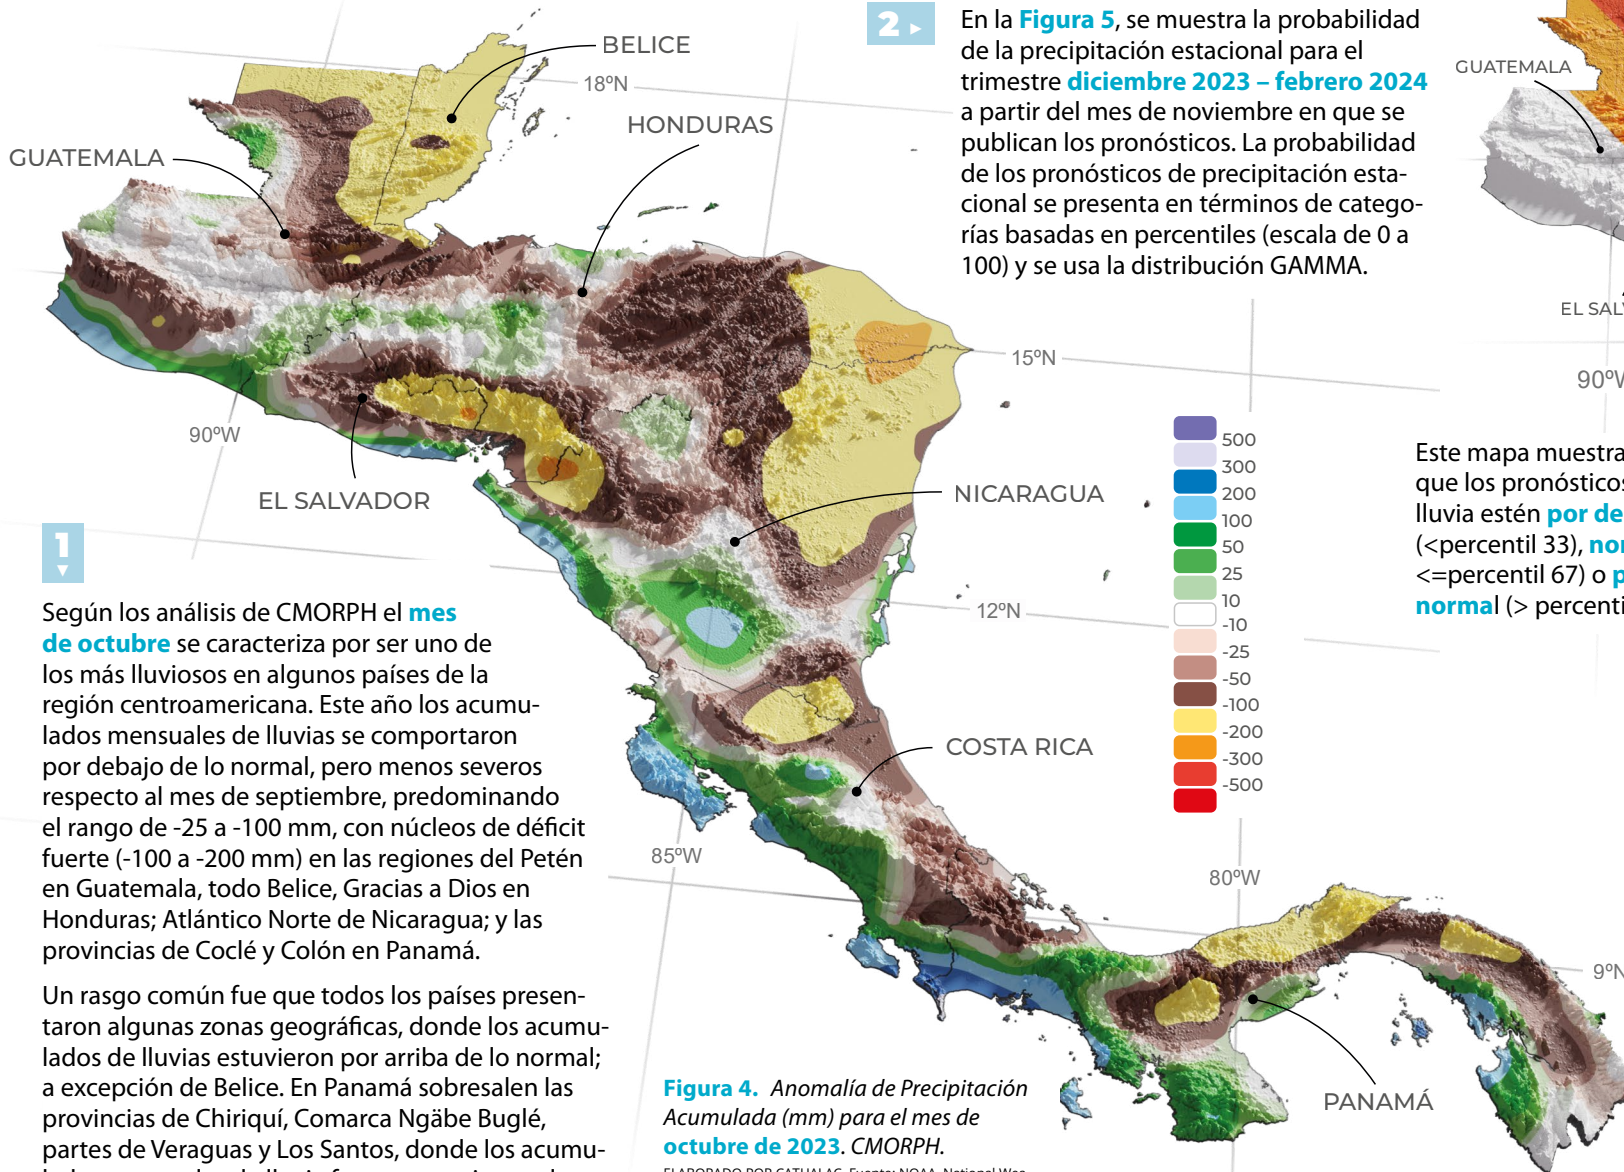 BELICE
18ºN
HONDURAS
GUATEMALA
15ºN
90ºW
EL SALVADOR
NICARAGUA
12ºN
COSTA RICA
85ºW
80ºW
9ºN
PANAMÁ
500
300
200
100
50
25
10
-10
-25
-50
-100
-200
-300
-500
1
Según los análisis de CMORPH el mes
de octubre se caracteriza por ser uno de
los más lluviosos en algunos países de la
región centroamericana. Este año los acumu-
lados mensuales de lluvias se comportaron
por debajo de lo normal, pero menos severos
respecto al mes de septiembre, predominando
el rango de -25 a -100 mm, con núcleos de déficit
fuerte (-100 a -200 mm) en las regiones del Petén
en Guatemala, todo Belice, Gracias a Dios en
Honduras; Atlántico Norte de Nicaragua; y las
provincias de Coclé y Colón en Panamá.
Un rasgo común fue que todos los países presen-
taron algunas zonas geográficas, donde los acumu-
lados de lluvias estuvieron por arriba de lo normal;
a excepción de Belice. En Panamá sobresalen las
provincias de Chiriquí, Comarca Ngäbe Buglé,
partes de Veraguas y Los Santos, donde los acumu-
Figura 4. Anomalía de Precipitación
Acumulada (mm) para el mes de
octubre de 2023. CMORPH.
2
En la Figura 5, se muestra la probabilidad
de la precipitación estacional para el
trimestre diciembre 2023 – febrero 2024
a partir del mes de noviembre en que se
publican los pronósticos. La probabilidad
de los pronósticos de precipitación esta-
cional se presenta en términos de catego-
rías basadas en percentiles (escala de 0 a
100) y se usa la distribución GAMMA.
GUATEMALA
EL SAL
90º
Este mapa muestra
que los pronósticos
lluvia estén por de
(<percentil 33), nor
<=percentil 67) o p
normal (> percenti